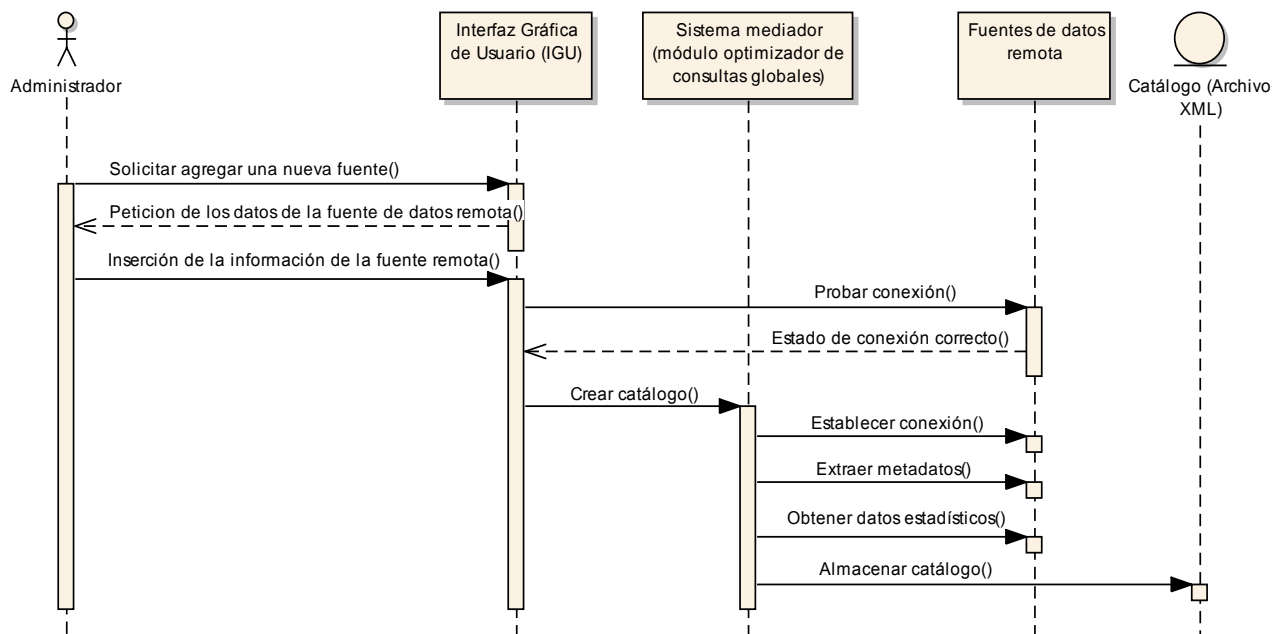 Administrador
Interfaz Gráfica
de Usuario (IGU)
Sistema mediador
(módulo optimizador de
consultas globales)
Fuentes de datos
remota
Catálogo (Archivo
XML)
Solicitar agregar una nueva fuente()
Peticion de los datos de la fuente de datos remota()
Inserción de la información de la fuente remota()
Probar conexión()
Estado de conexión correcto()
Crear catálogo()
Establecer conexión()
Extraer metadatos()
Obtener datos estadísticos()
Almacenar catálogo()